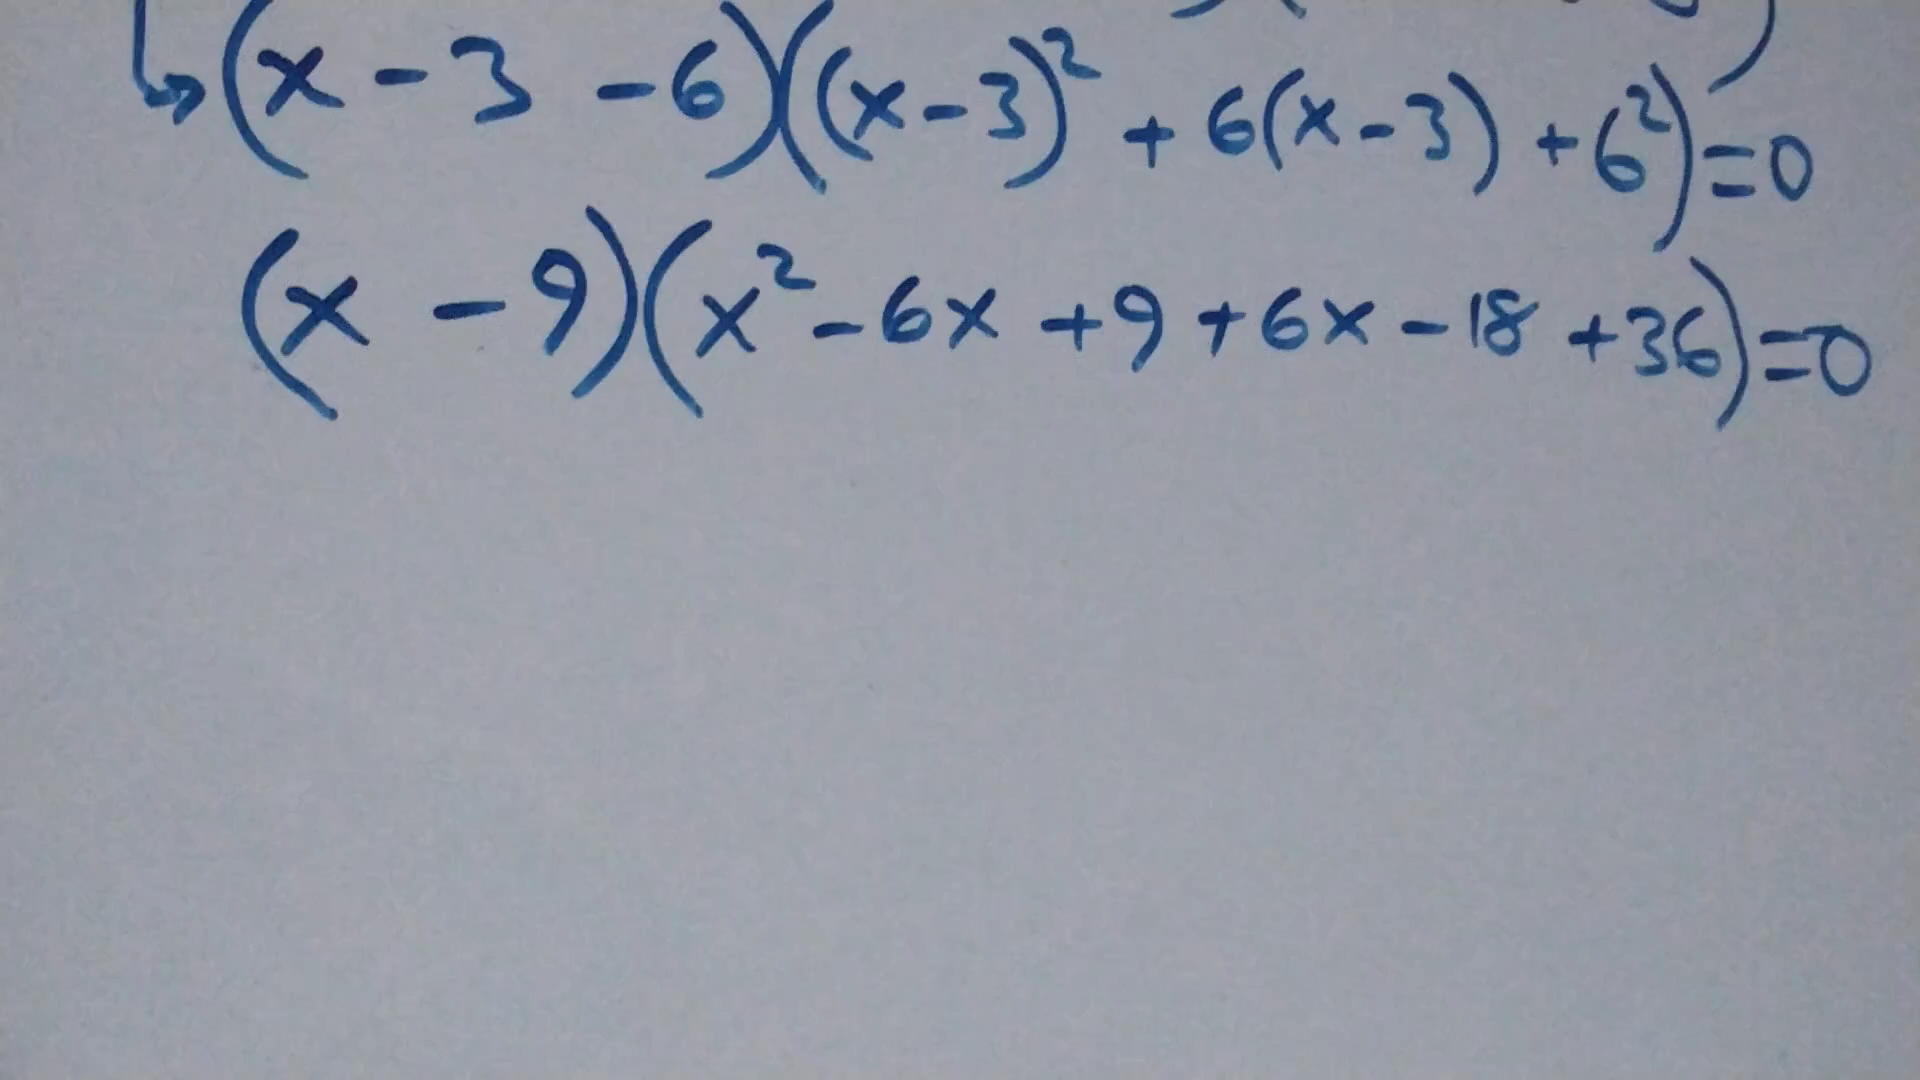 (x - 3 - 6)((x - 3)² + 6(x - 3) + 6²) = 0
(x - 9)(x² - 6x + 9 + 6x - 18 + 36) = 0